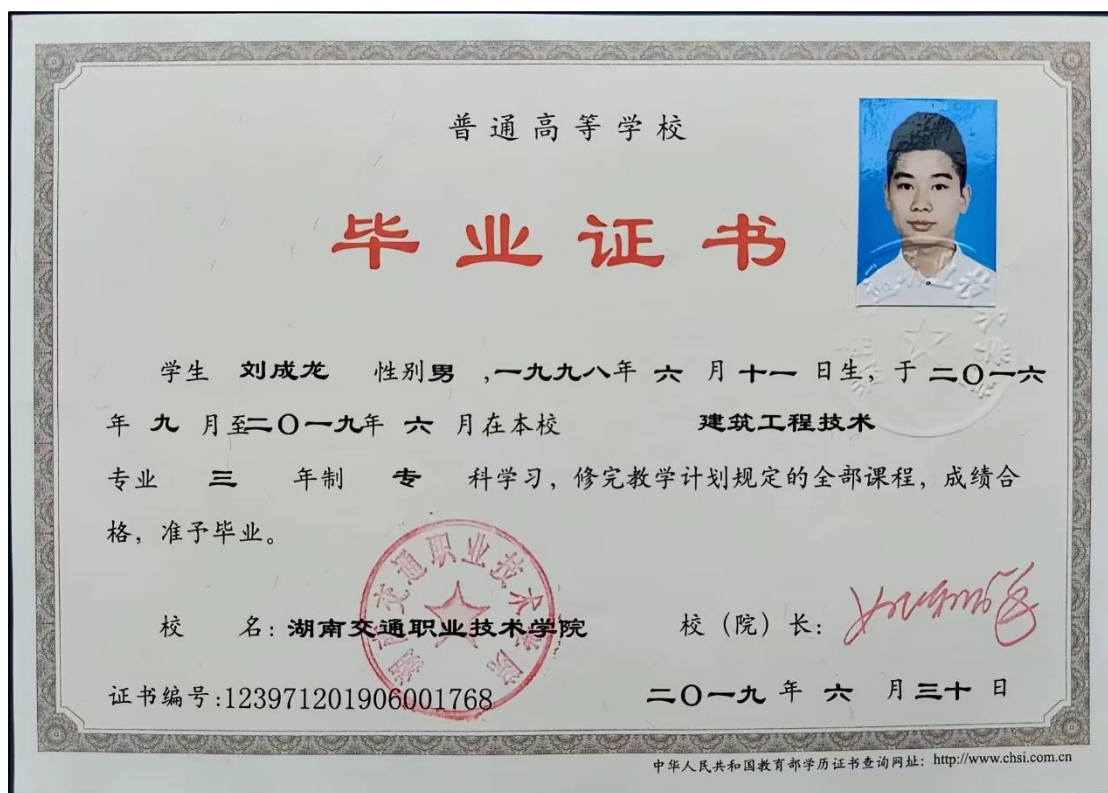 普通高等学校
毕业证书
学生 刘成龙 性别男 ,一九九八年 六 月十一 日生，于二〇一六
年 九 月至二〇一九年 六 月在本校 建筑工程技术
专业 三 年制 专 科学习，修完教学计划规定的全部课程，成绩合
格，准予毕业。
湖南交通职业技术学院
校 名：湖南交通职业技术学院 校（院）长：
证书编号:123971201906001768 二〇一九 年 六 月三十 日
中华人民共和国教育部学历证书查询网址：http://www.chsi.com.cn